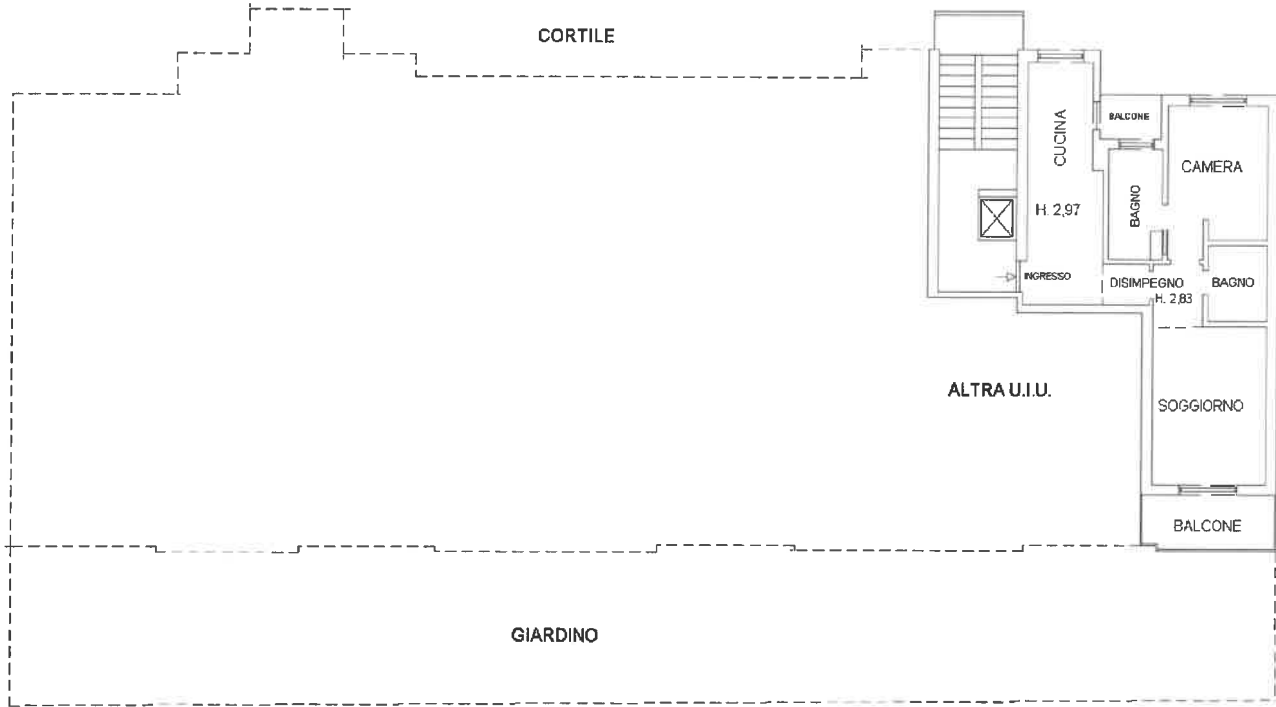 CORTILE
BALCONE
CUCINA
CAMERA
BAGNO
H. 2,97
INGRESSO
DISIMPEGNO
BAGNO
H. 2,83
ALTRA U.I.U.
SOGGIORNO
BALCONE
GIARDINO